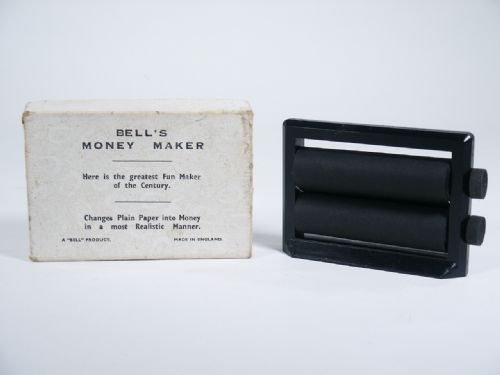 BELL'S
MONEY MAKER
Here is the greatest Fun Maker
of the Century.
Changes Plain Paper into Money
in a most Realistic Manner.
A "BELL" PRODUCT. MADE IN ENGLAND.